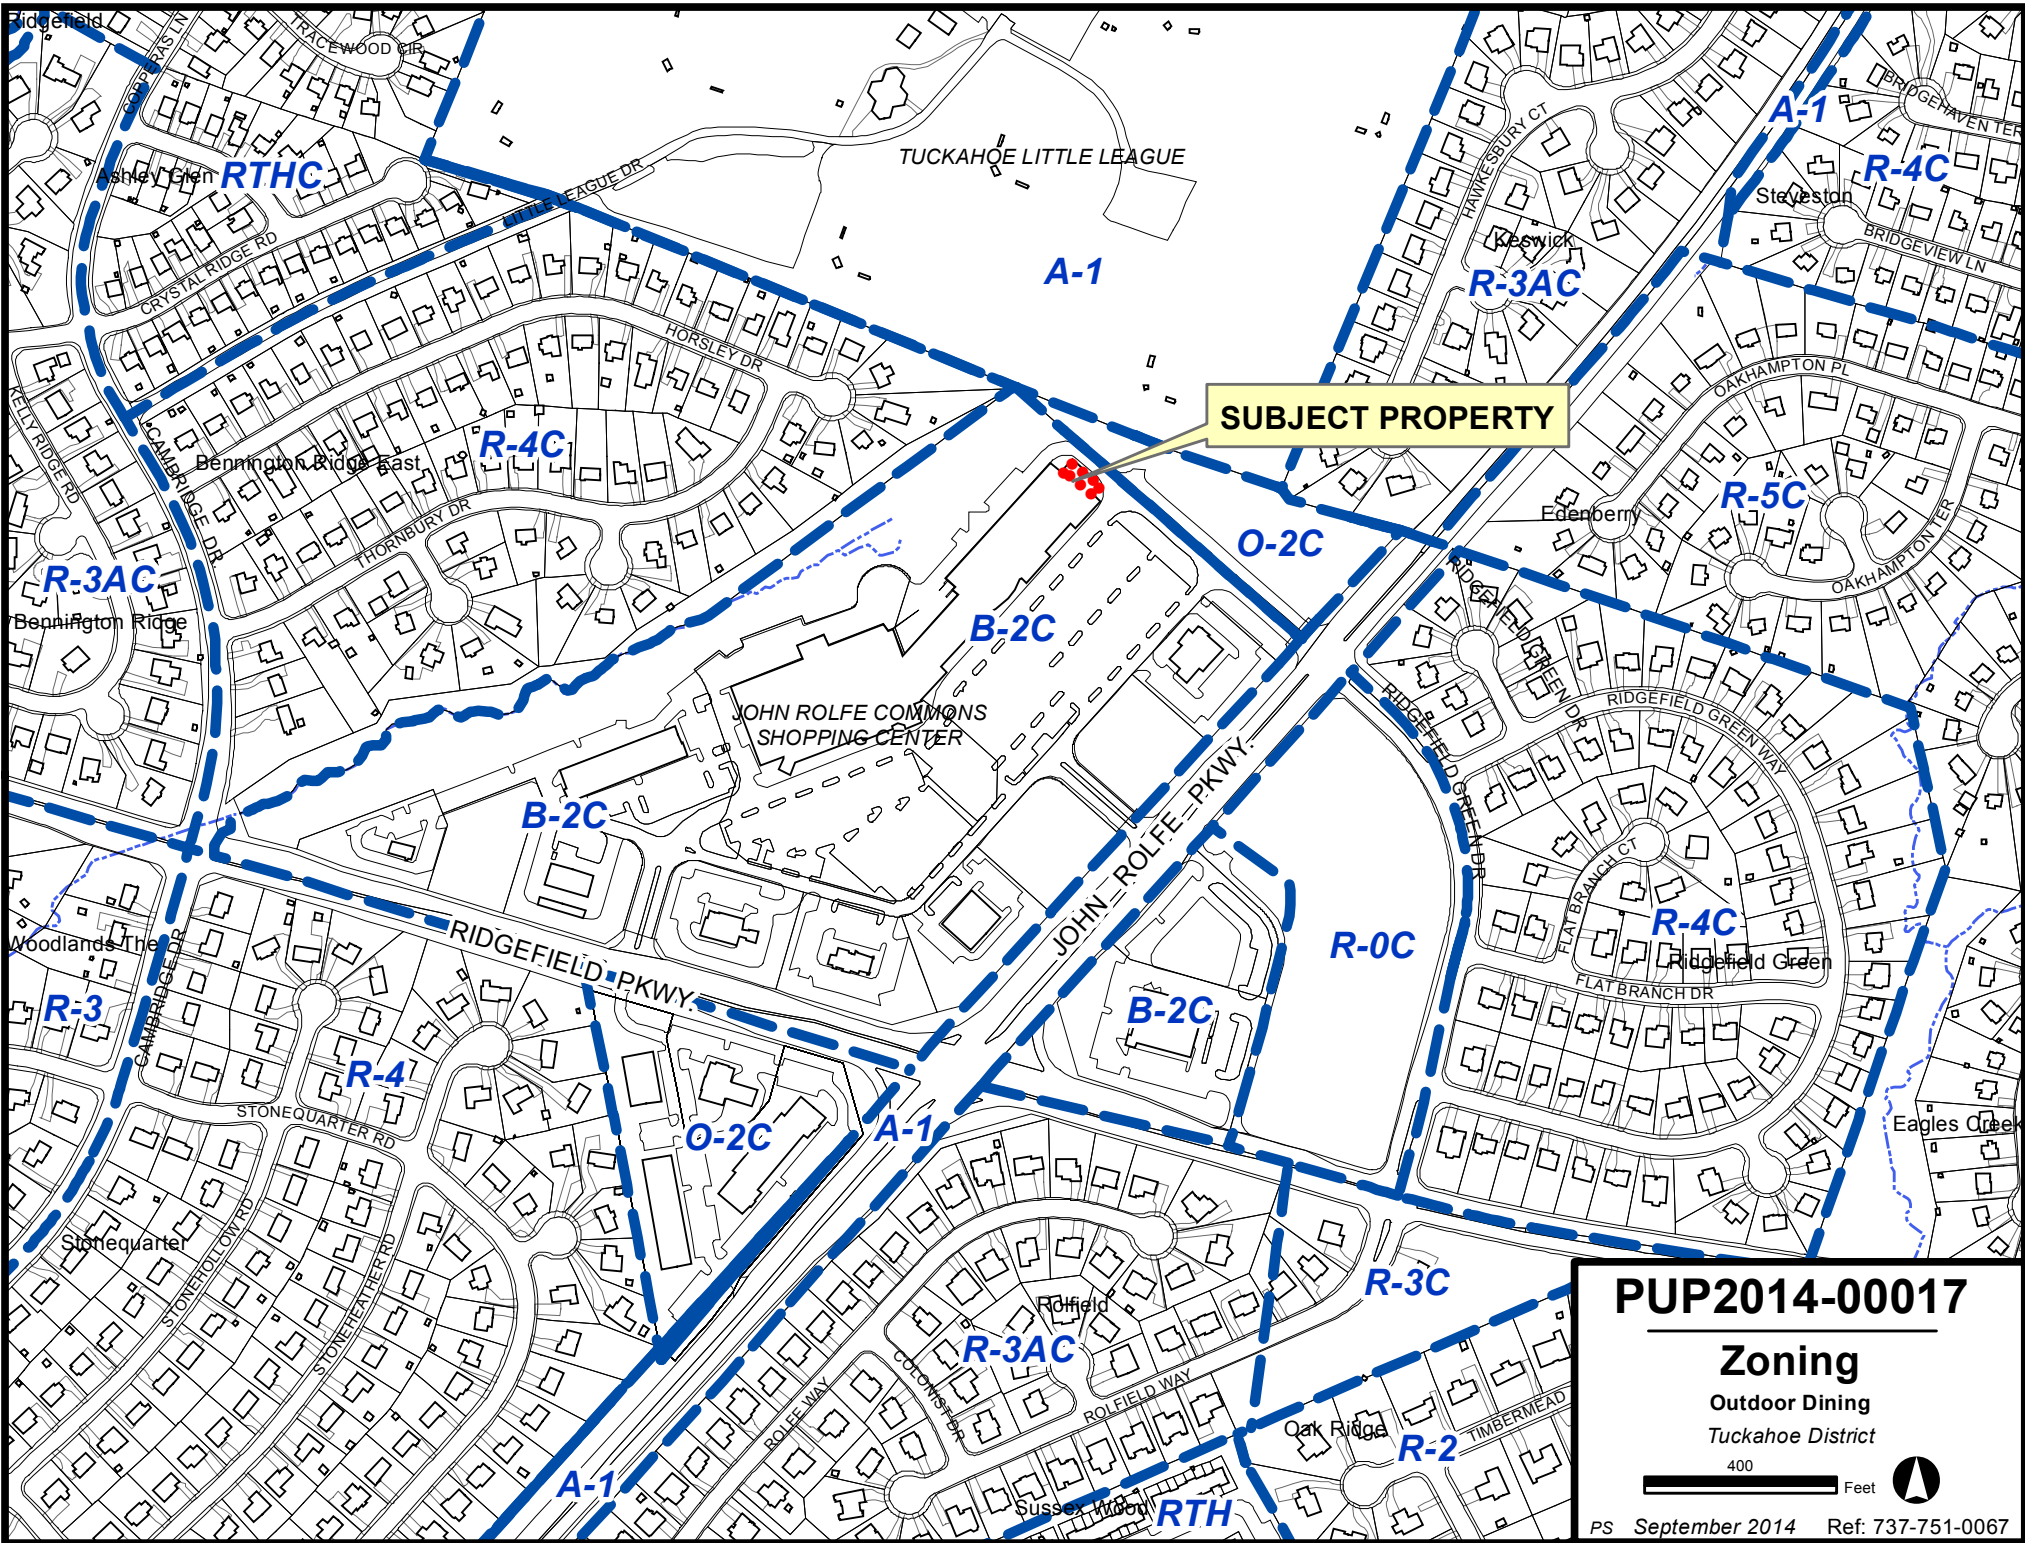 Ridgefield
COPPERAS LN
TRACEWOOD CIR
A-1
BRIDGEHAVEN TER
HAWKESBURY CT
TUCKAHOE LITTLE LEAGUE
Ashley Glen
RTHC
R-4C
Steveston
LITTLE LEAGUE DR
BRIDGEVIEW LN
Keswick
CRYSTAL RIDGE RD
A-1
R-3AC
HORSLEY DR
OAKHAMPTON PL
SUBJECT PROPERTY
KELLY RIDGE RD
CAMBRIDGE DR
R-4C
Bennington Ridge East
R-5C
Edenberry
THORNBURY DR
O-2C
OAKHAMPTON TER
R-3AC
Bennington Ridge
RIDGEFIELD GREEN DR
B-2C
RIDGEFIELD GREEN WAY
JOHN ROLFE COMMONS
SHOPPING CENTER
RIDGEFIELD GREEN DR
JOHN ROLFE PKWY.
B-2C
FLAT BRANCH CT
R-4C
Woodlands The
RIDGEFIELD PKWY.
R-0C
Ridgefield Green
FLAT BRANCH DR
R-3
CAMBRIDGE DR
B-2C
R-4
STONEQUARTER RD
O-2C
A-1
Eagles Creek
Stonequarter
STONEHOLLOW RD
STONEHEATHER RD
R-3C
Rolfield
R-3AC
COLONIST DR
ROLFE WAY
ROLFIELD WAY
Oak Ridge
R-2
TIMBERMEAD
A-1
Sussex Wood
RTH
PUP2014-00017
Zoning
Outdoor Dining
Tuckahoe District
400
Feet
PS September 2014 Ref: 737-751-0067